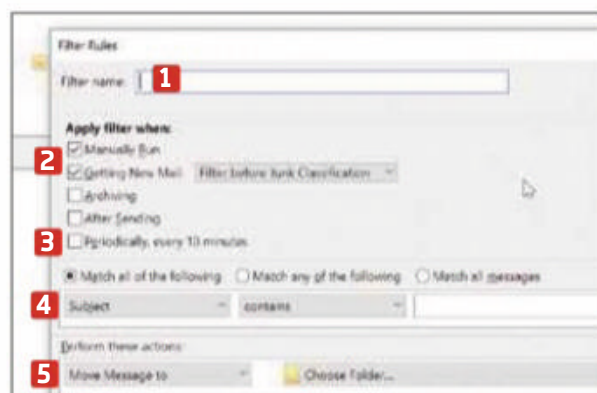 Filter Rules
Filter name: 1
Apply filter when:
Manually Run
2
Getting New Mail: Filter before Junk Classification
Archiving
After Sending
3 Periodically, every 10 minutes
Match all of the following Match any of the following Match all messages
4 Subject contains
Perform these actions:
5 Move Message to Choose Folder...